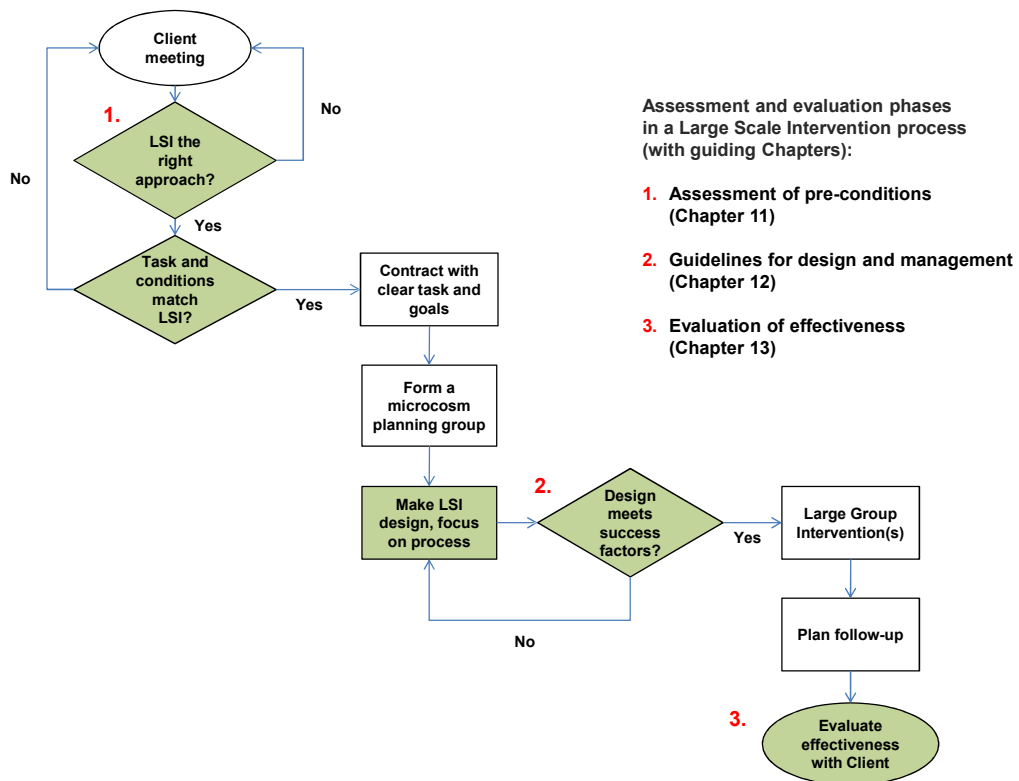 Client
meeting
No
1.
LSI the
right
approach?
No
Yes
Task and
conditions
match
LSI?
Yes
Contract with
clear task and
goals
Form a
microcosm
planning group
Make LSI
design, focus
on process
2.
Design
meets
success
factors?
Yes
No
Large Group
Intervention(s)
Plan follow-up
3.
Evaluate
effectiveness
with Client
Assessment and evaluation phases
in a Large Scale Intervention process
(with guiding Chapters):
1. Assessment of pre-conditions
(Chapter 11)
2. Guidelines for design and management
(Chapter 12)
3. Evaluation of effectiveness
(Chapter 13)